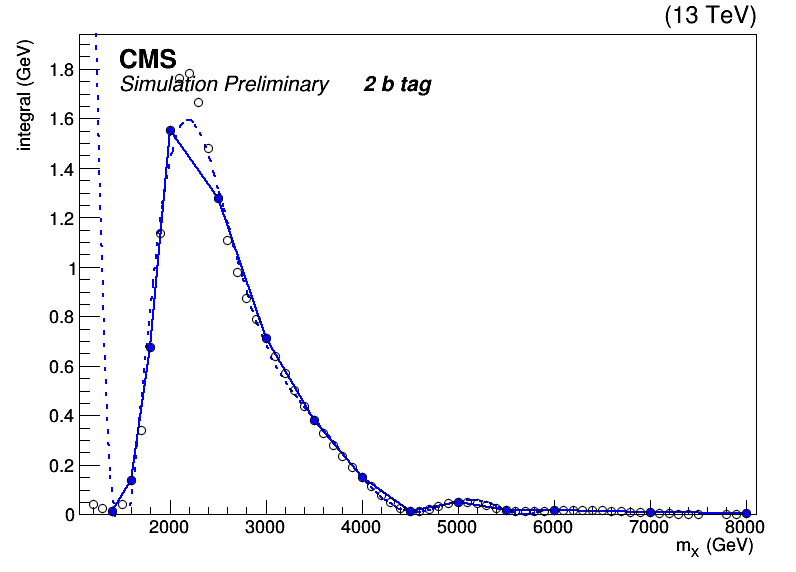 (13 TeV)
CMS
Simulation Preliminary 2 b tag
integral (GeV)
1.8
1.6
1.4
1.2
1
0.8
0.6
0.4
0.2
0
2000 3000 4000 5000 6000 7000 8000
m_X (GeV)